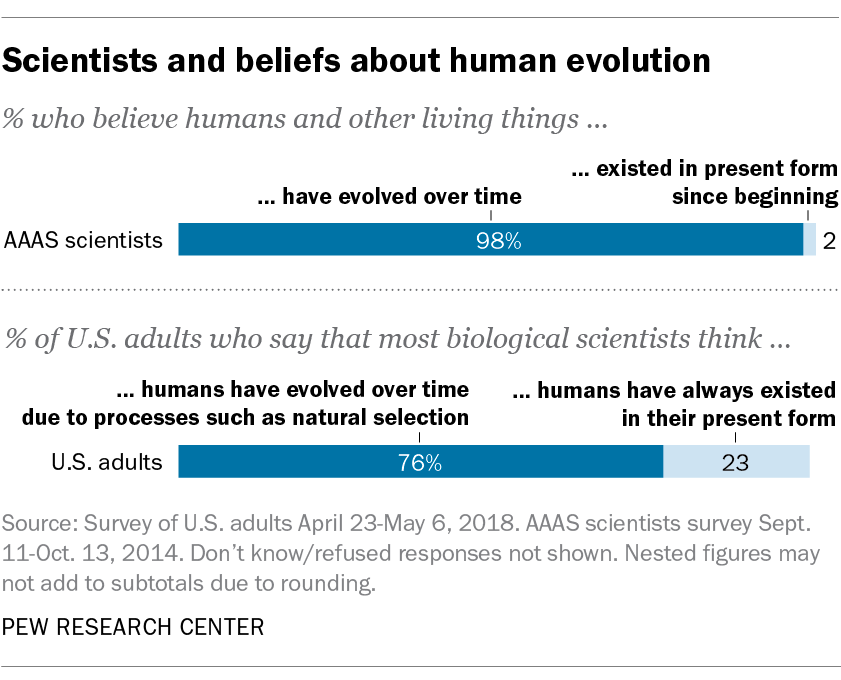 Scientists and beliefs about human evolution
% who believe humans and other living things ...
... have evolved over time
... existed in present form
since beginning
AAAS scientists
98%
2
% of U.S. adults who say that most biological scientists think ...
... humans have evolved over time
due to processes such as natural selection
... humans have always existed
in their present form
U.S. adults
76%
23
Source: Survey of U.S. adults April 23-May 6, 2018. AAAS scientists survey Sept.
11-Oct. 13, 2014. Don’t know/refused responses not shown. Nested figures may
not add to subtotals due to rounding.
PEW RESEARCH CENTER